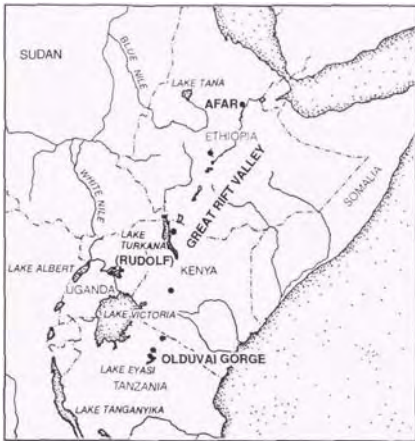 SUDAN
BLUE NILE
LAKE TANA
AFAR
ETHIOPIA
WHITE NILE
GREAT RIFT VALLEY
SOMALIA
LAKE
TURKANA
(RUDOLF)
LAKE ALBERT
KENYA
UGANDA
LAKE VICTORIA
OLDUVAI GORGE
LAKE EYASI
TANZANIA
LAKE TANGANYIKA